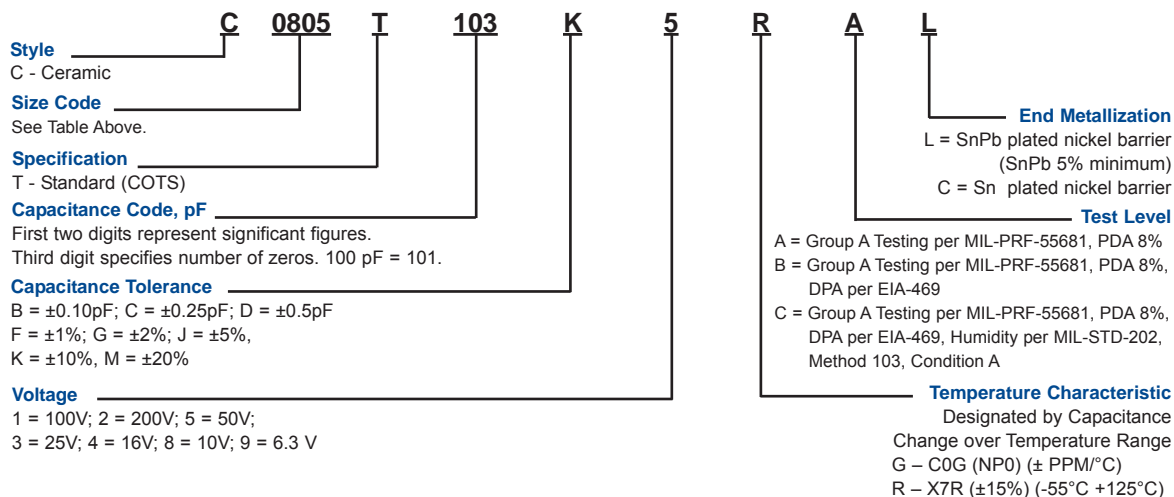 C 0805 T 103 K 5 R A L
Style
C - Ceramic
Size Code
See Table Above.
Specification
T - Standard (COTS)
Capacitance Code, pF
First two digits represent significant figures.
Third digit specifies number of zeros. 100 pF = 101.
Capacitance Tolerance
B = ±0.10pF; C = ±0.25pF; D = ±0.5pF
F = ±1%; G = ±2%; J = ±5%,
K = ±10%, M = ±20%
Voltage
1 = 100V; 2 = 200V; 5 = 50V;
3 = 25V; 4 = 16V; 8 = 10V; 9 = 6.3 V
End Metallization
L = SnPb plated nickel barrier
(SnPb 5% minimum)
C = Sn plated nickel barrier
Test Level
A = Group A Testing per MIL-PRF-55681, PDA 8%
B = Group A Testing per MIL-PRF-55681, PDA 8%,
DPA per EIA-469
C = Group A Testing per MIL-PRF-55681, PDA 8%,
DPA per EIA-469, Humidity per MIL-STD-202,
Method 103, Condition A
Temperature Characteristic
Designated by Capacitance
Change over Temperature Range
G – C0G (NP0) (± PPM/°C)
R – X7R (±15%) (-55°C +125°C)